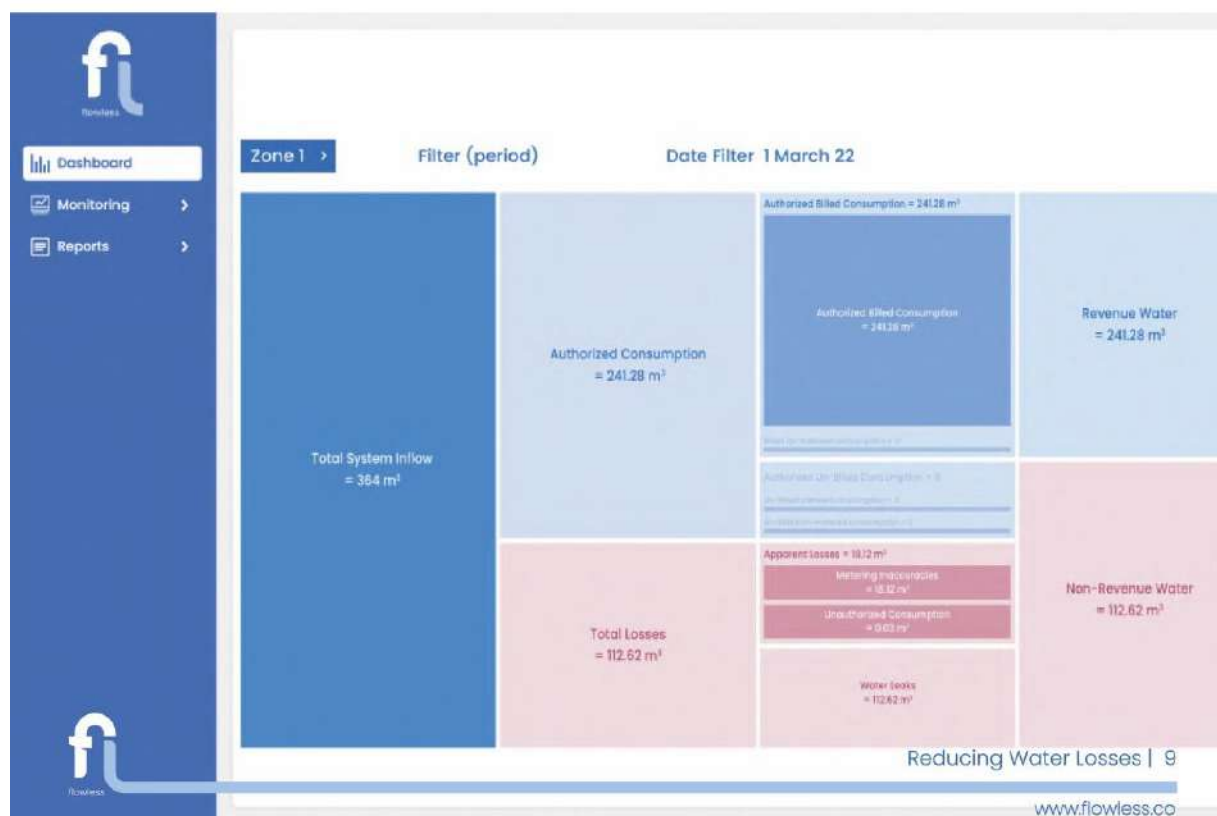 flowless
Dashboard
Monitoring
Reports
Zone 1 >
Filter (period)
Date Filter 1 March 22
Total System Inflow
= 364 m³
Authorized Consumption
= 241.28 m³
Total Losses
= 112.62 m³
Authorized Billed Consumption = 241.28 m³
Authorized Billed Consumption
= 241.28 m³
Authorized Un-Billed Consumption = 0
Apparent Losses = 18.12 m³
Metering Inaccuracies
= 18.12 m³
Unauthorized Consumption
Water Leaks
= 112.62 m³
Revenue Water
= 241.28 m³
Non-Revenue Water
= 112.62 m³
flowless
Reducing Water Losses | 9
www.flowless.co